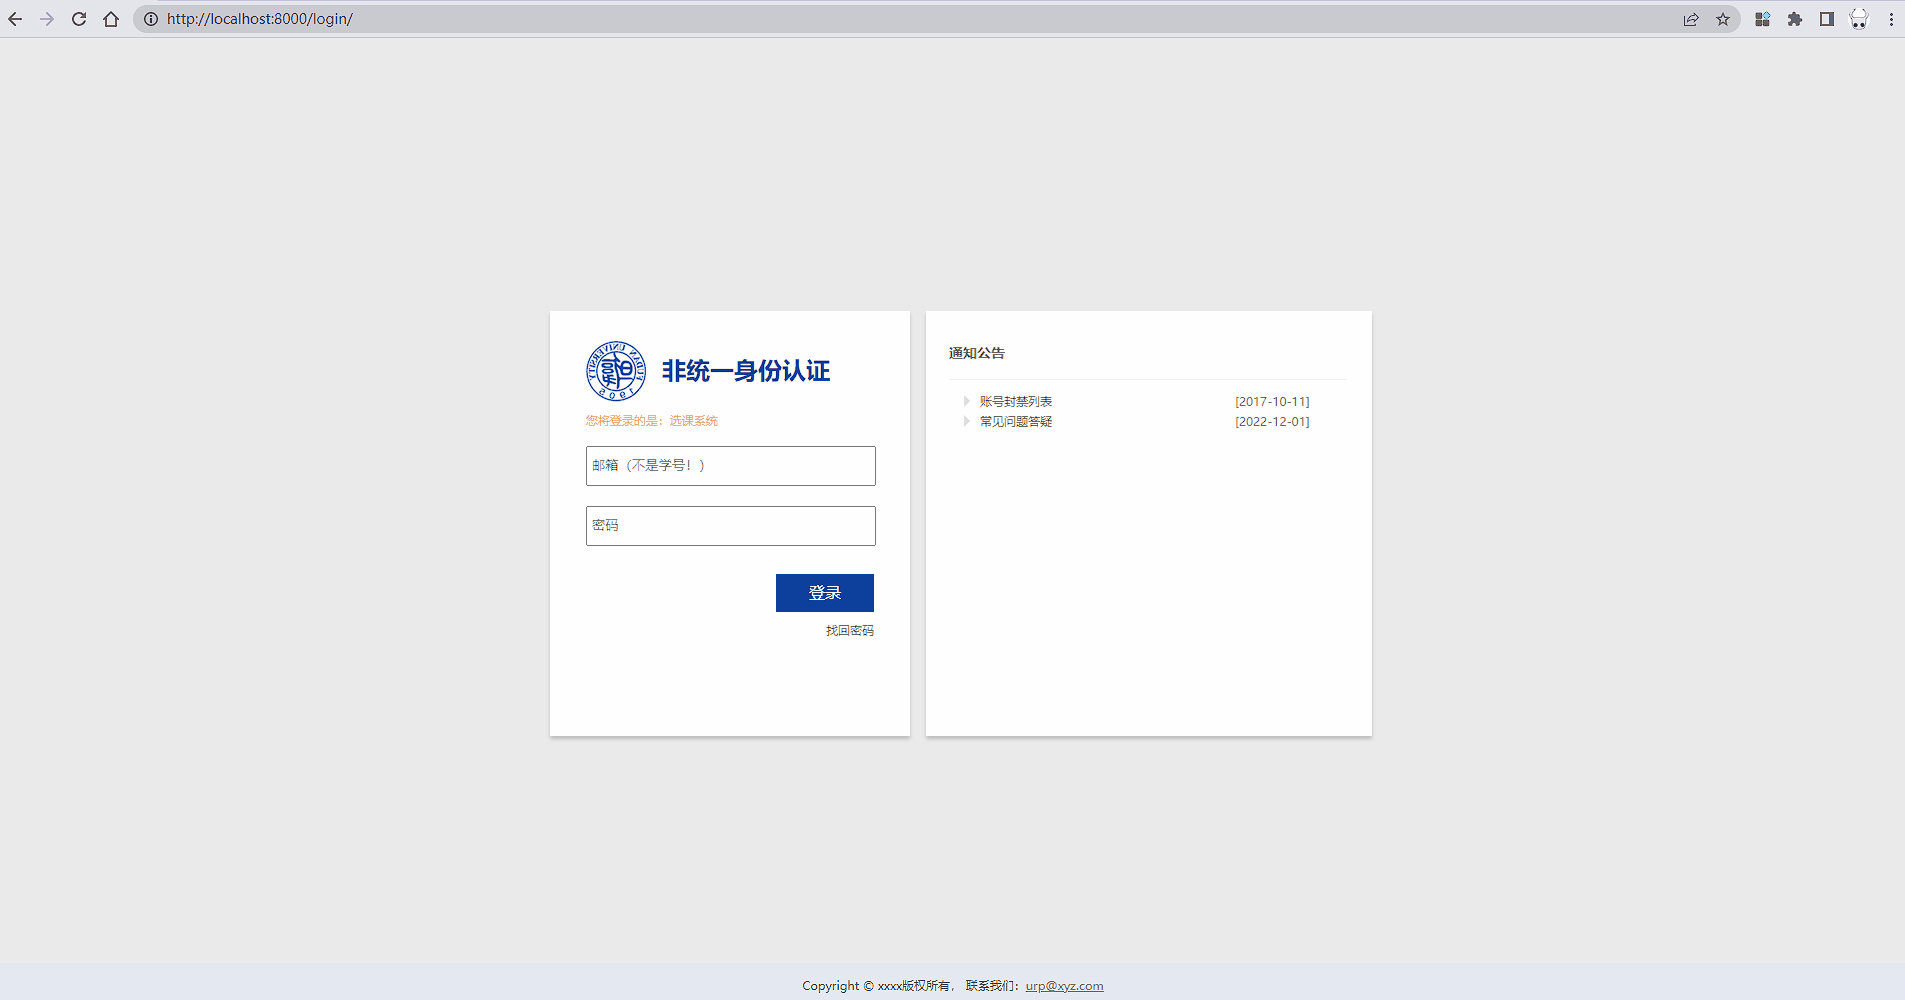 http://localhost:8000/login/
FUDAN UNIVERSITY
1905
非统一身份认证
您将登录的是：选课系统
邮箱（不是学号！）
密码
登录
找回密码
通知公告
账号封禁列表 [2017-10-11]
常见问题答疑 [2022-12-01]
Copyright © xxxx版权所有， 联系我们：urp@xyz.com